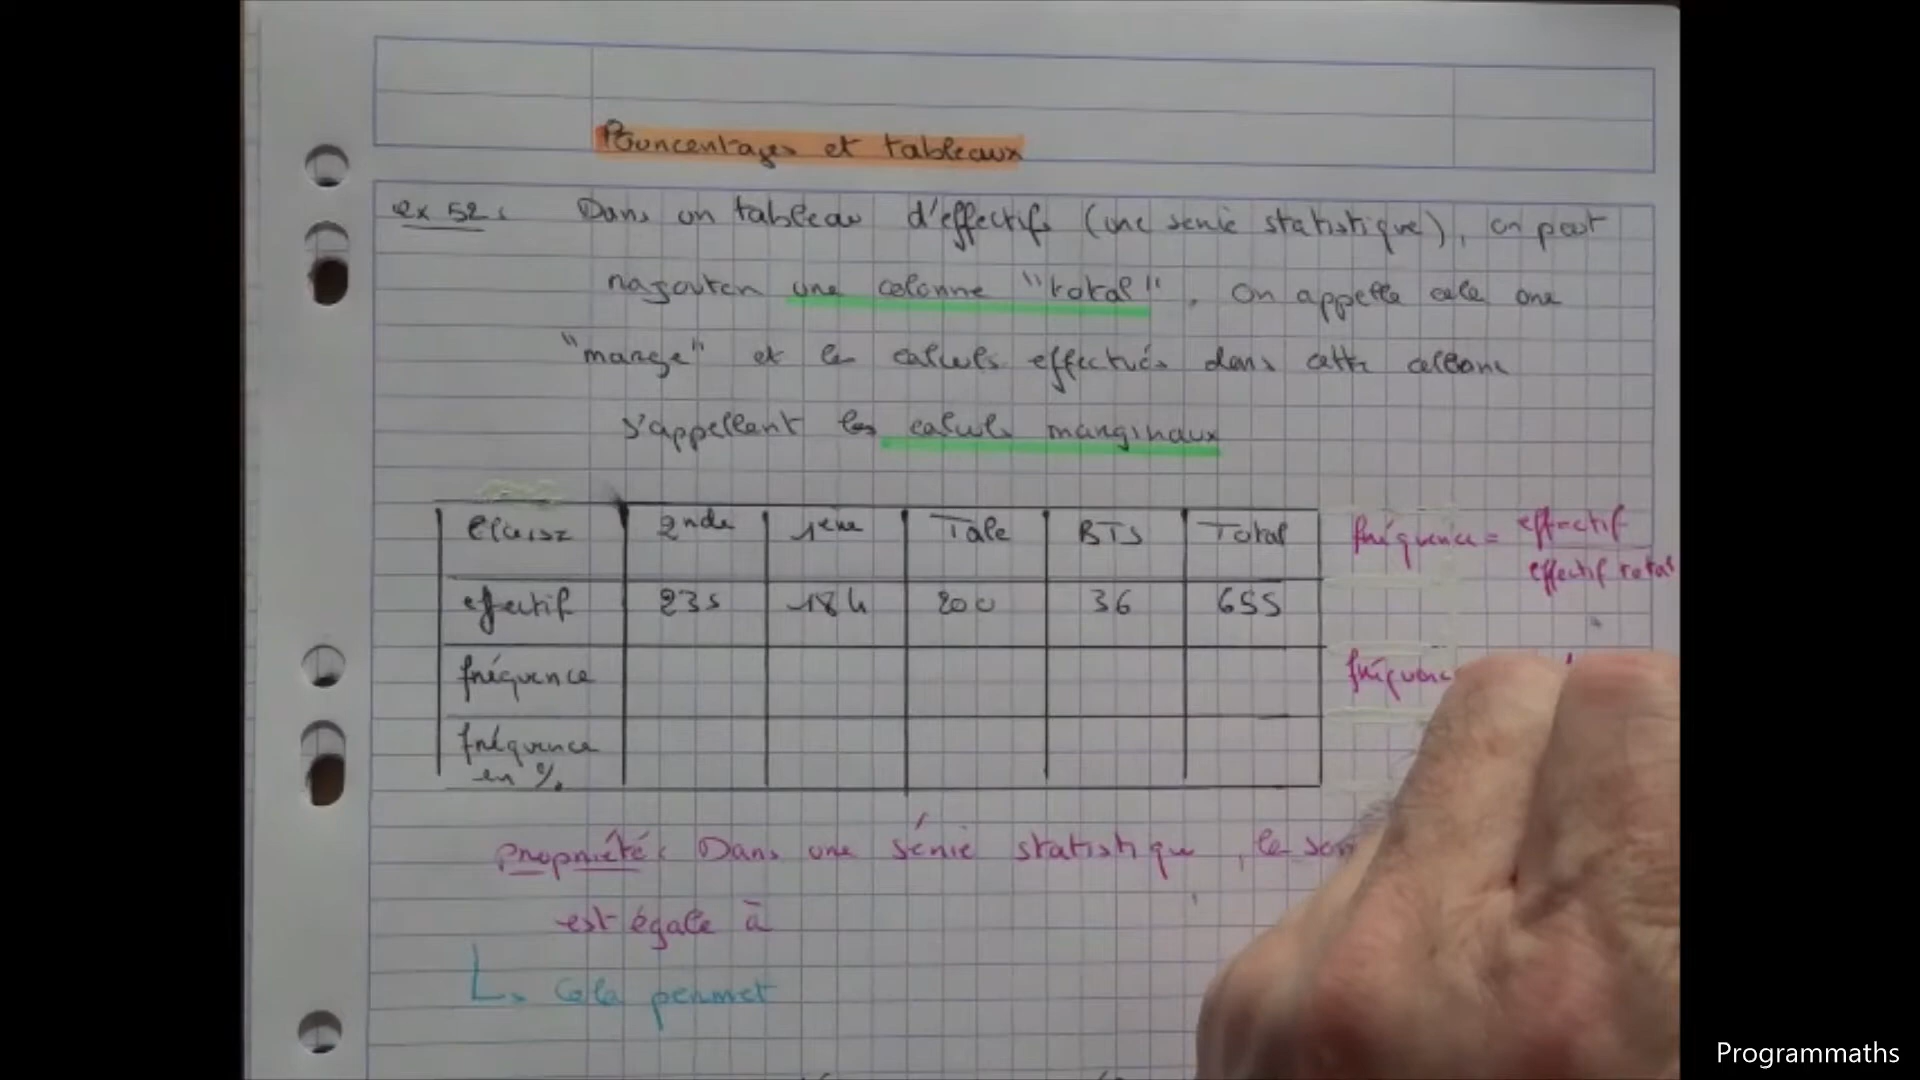 Pourcentages et tableaux
ex 52 : Dans un tableau d'effectifs (une série statistique), on peut
rajouter une colonne "total". On appelle cela une
"marge" et les calculs effectués dans cette colonne
s'appellent les calculs marginaux
Classe 2nde 1ère Tale BTS Total
effectif 235 184 200 36 655
fréquence
fréquence en %
fréquence = effectif
effectif total
Propriété : Dans une série statistique, la
est égale à
Cela permet
Programmaths